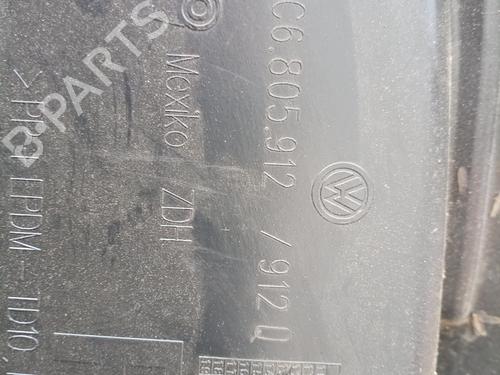 C6.805.912 /912 Q
Mexiko ZDH
>PP+EPDM-TD10
B-PARTS